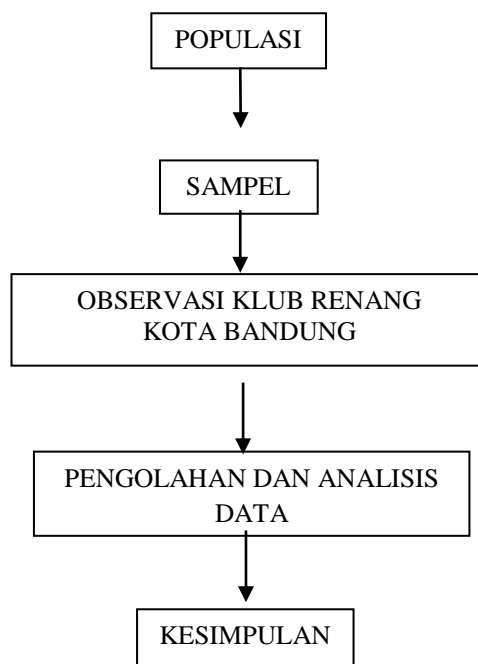 POPULASI
SAMPEL
OBSERVASI KLUB RENANG
KOTA BANDUNG
PENGOLAHAN DAN ANALISIS
DATA
KESIMPULAN